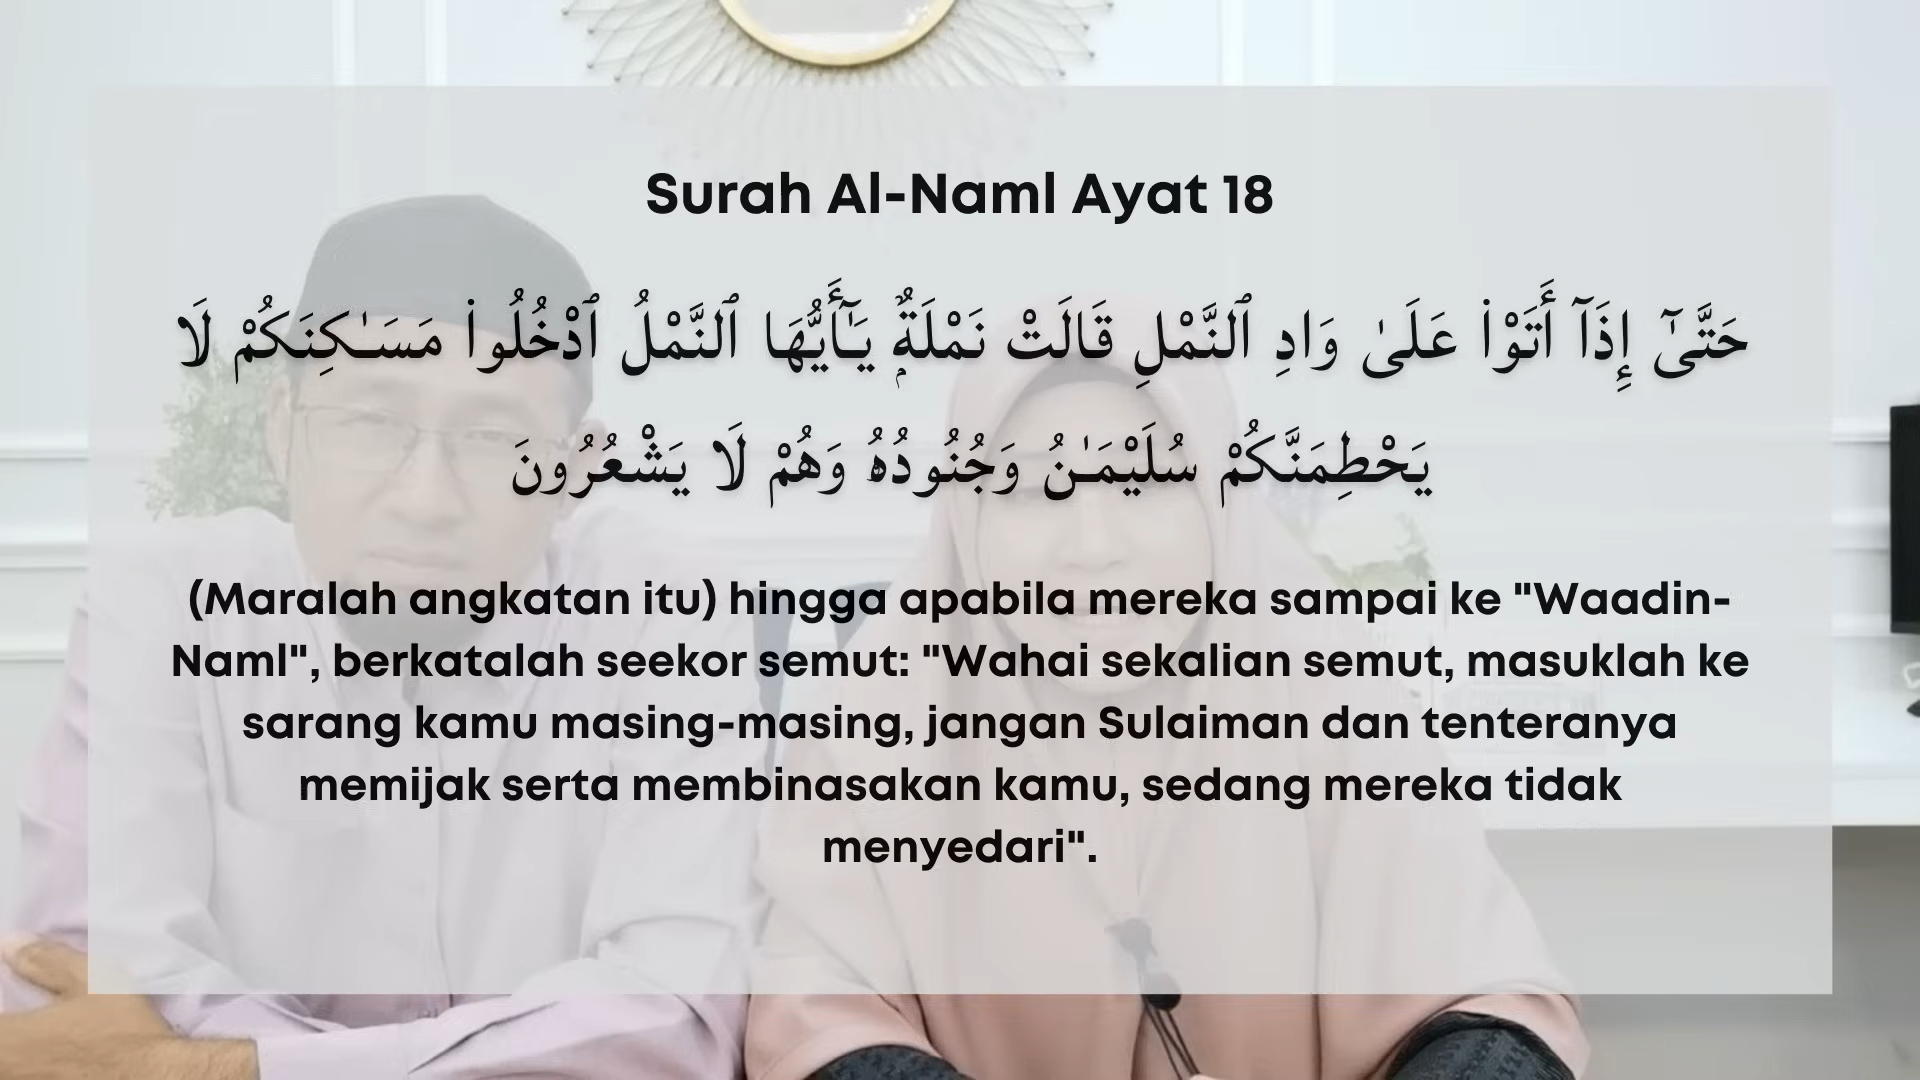 Surah Al-Naml Ayat 18
حَتَّىٰٓ إِذَآ أَتَوْا۟ عَلَىٰ وَادِ ٱلنَّمْلِ قَالَتْ نَمْلَةٌۭ يَـٰٓأَيُّهَا ٱلنَّمْلُ ٱدْخُلُوا۟ مَسَـٰكِنَكُمْ لَا
يَحْطِمَنَّكُمْ سُلَيْمَـٰنُ وَجُنُودُهُۥ وَهُمْ لَا يَشْعُرُونَ
(Maralah angkatan itu) hingga apabila mereka sampai ke "Waadin-
Naml", berkatalah seekor semut: "Wahai sekalian semut, masuklah ke
sarang kamu masing-masing, jangan Sulaiman dan tenteranya
memijak serta membinasakan kamu, sedang mereka tidak
menyedari".